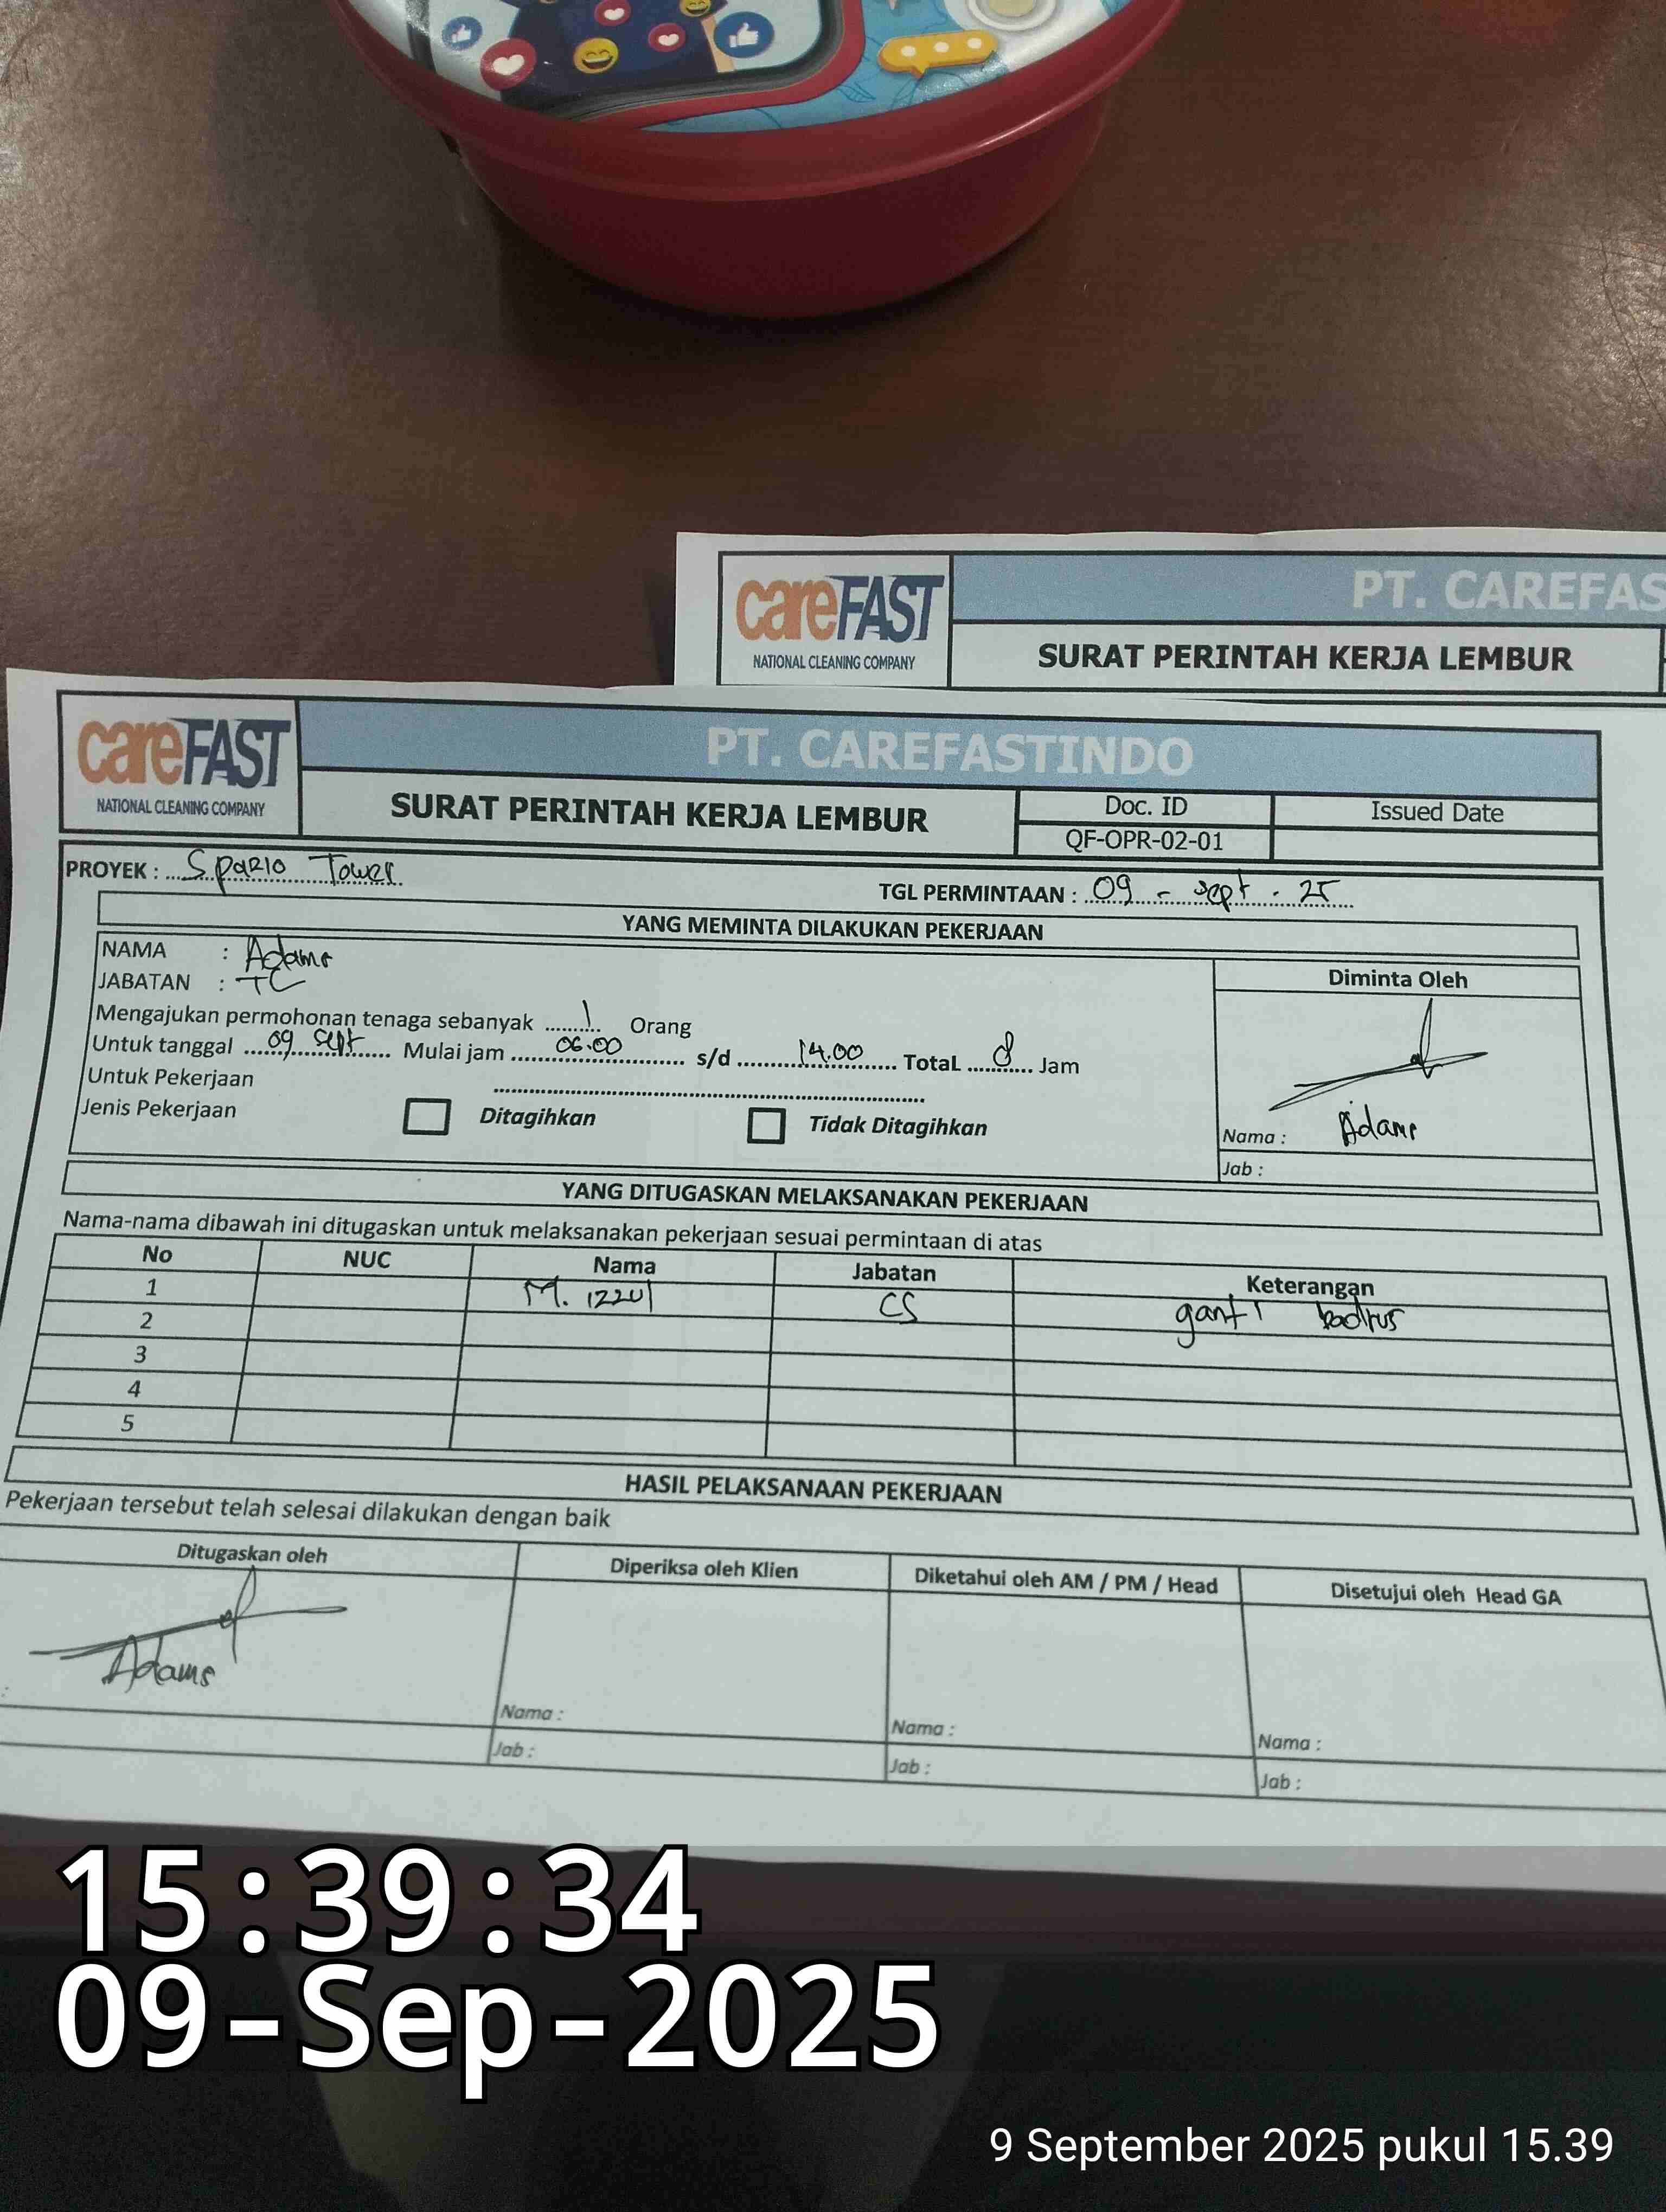 careFAST
NATIONAL CLEANING COMPANY
PT. CAREFAS
SURAT PERINTAH KERJA LEMBUR
careFAST
NATIONAL CLEANING COMPANY
PT. CAREFASTINDO
SURAT PERINTAH KERJA LEMBUR
Doc. ID
Issued Date
QF-OPR-02-01
PROYEK : Spazio Tower
TGL PERMINTAAN : 09 - sept - 25
YANG MEMINTA DILAKUKAN PEKERJAAN
NAMA : Adams
JABATAN : TC
Mengajukan permohonan tenaga sebanyak 1 Orang
Untuk tanggal 09 sept Mulai jam 06.00 s/d 14.00 TotaL 8 Jam
Untuk Pekerjaan
Jenis Pekerjaan Ditagihkan Tidak Ditagihkan
Diminta Oleh
Nama : Adams
Jab :
YANG DITUGASKAN MELAKSANAKAN PEKERJAAN
Nama-nama dibawah ini ditugaskan untuk melaksanakan pekerjaan sesuai permintaan di atas
No NUC Nama Jabatan Keterangan
1 M. izzul CS ganti badrus
2
3
4
5
HASIL PELAKSANAAN PEKERJAAN
Pekerjaan tersebut telah selesai dilakukan dengan baik
Ditugaskan oleh Diperiksa oleh Klien Diketahui oleh AM / PM / Head Disetujui oleh Head GA
Adams
Nama : Nama : Nama :
Jab : Jab : Jab :
15:39:34
09-Sep-2025
9 September 2025 pukul 15.39